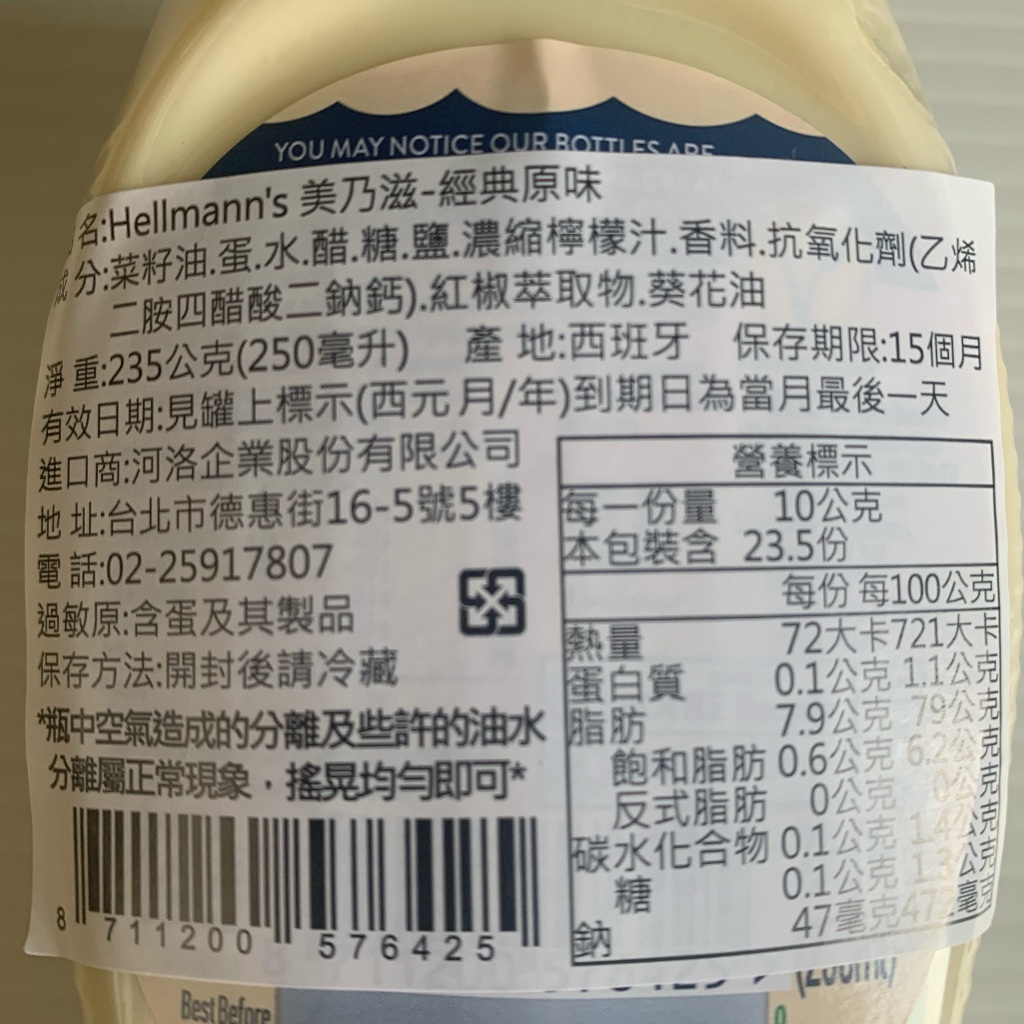 YOU MAY NOTICE OUR BOTTLES ARE
名:Hellmann's 美乃滋-經典原味
成 分:菜籽油.蛋.水.醋.糖.鹽.濃縮檸檬汁.香料.抗氧化劑(乙烯
二胺四醋酸二鈉鈣).紅椒萃取物.葵花油
淨 重:235公克(250毫升) 產 地:西班牙 保存期限:15個月
有效日期:見罐上標示(西元 月/年)到期日為當月最後一天
進口商:河洛企業股份有限公司
地 址:台北市德惠街16-5號5樓
電 話:02-25917807
過敏原:含蛋及其製品
保存方法:開封後請冷藏
*瓶中空氣造成的分離及些許的油水
分離屬正常現象，搖晃均勻即可*
8 711200 576425
營養標示
每一份量 10公克
本包裝含 23.5份
每份 每100公克
熱量 72大卡 721大卡
蛋白質 0.1公克 1.1公克
脂肪 7.9公克 79公克
飽和脂肪 0.6公克 6.2公克
反式脂肪 0公克 0公克
碳水化合物 0.1公克 1.4公克
糖 0.1公克 1.3公克
鈉 47毫克 472毫克
Best Before